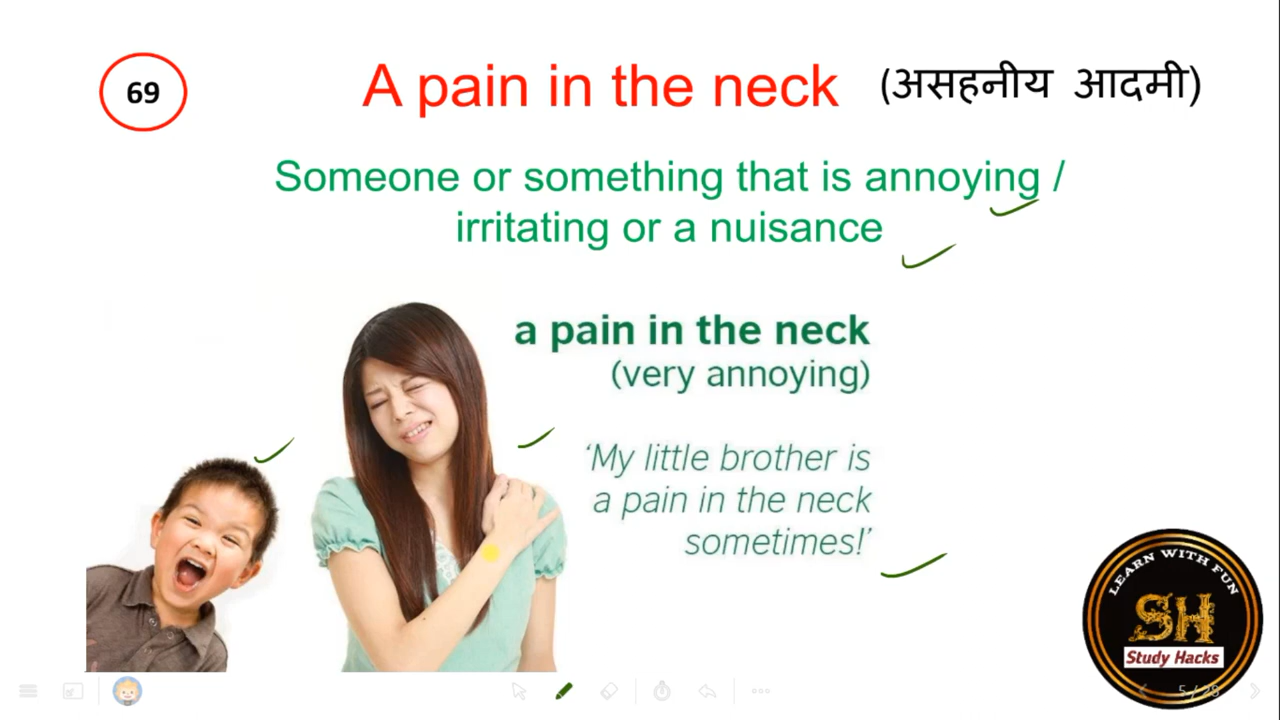 69
A pain in the neck (असहनीय आदमी)
Someone or something that is annoying /
irritating or a nuisance
a pain in the neck
(very annoying)
‘My little brother is
a pain in the neck
sometimes!’
LEARN WITH FUN
SH
Study Hacks